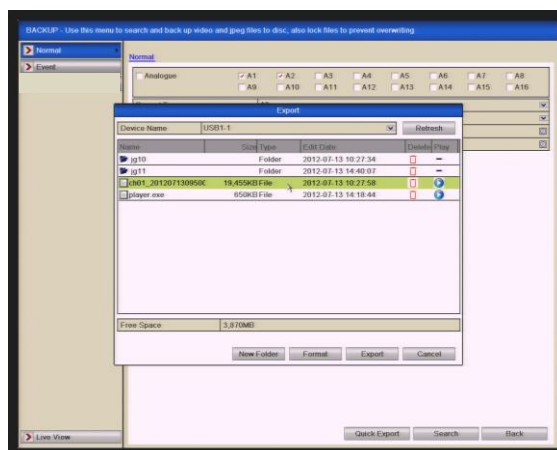 BACKUP - Use this menu to search and back up video and jpeg files to disc, also lock files to prevent overwriting
Normal
Event
Normal
Analogue A1 A2 A3 A4 A5 A6 A7 A8
A9 A10 A11 A12 A13 A14 A15 A16
Export
Device Name USB1-1 Refresh
Name Size Type Edit Date Delete Play
jg10 Folder 2012-07-13 10:27:34 -
jg11 Folder 2012-07-13 14:40:07 -
ch01_201207130950 19,455KB File 2012-07-13 10:27:58
player.exe 650KB File 2012-07-13 14:18:44
Free Space 3,870MB
New Folder Format Export Cancel
Quick Export Search Back
Live View